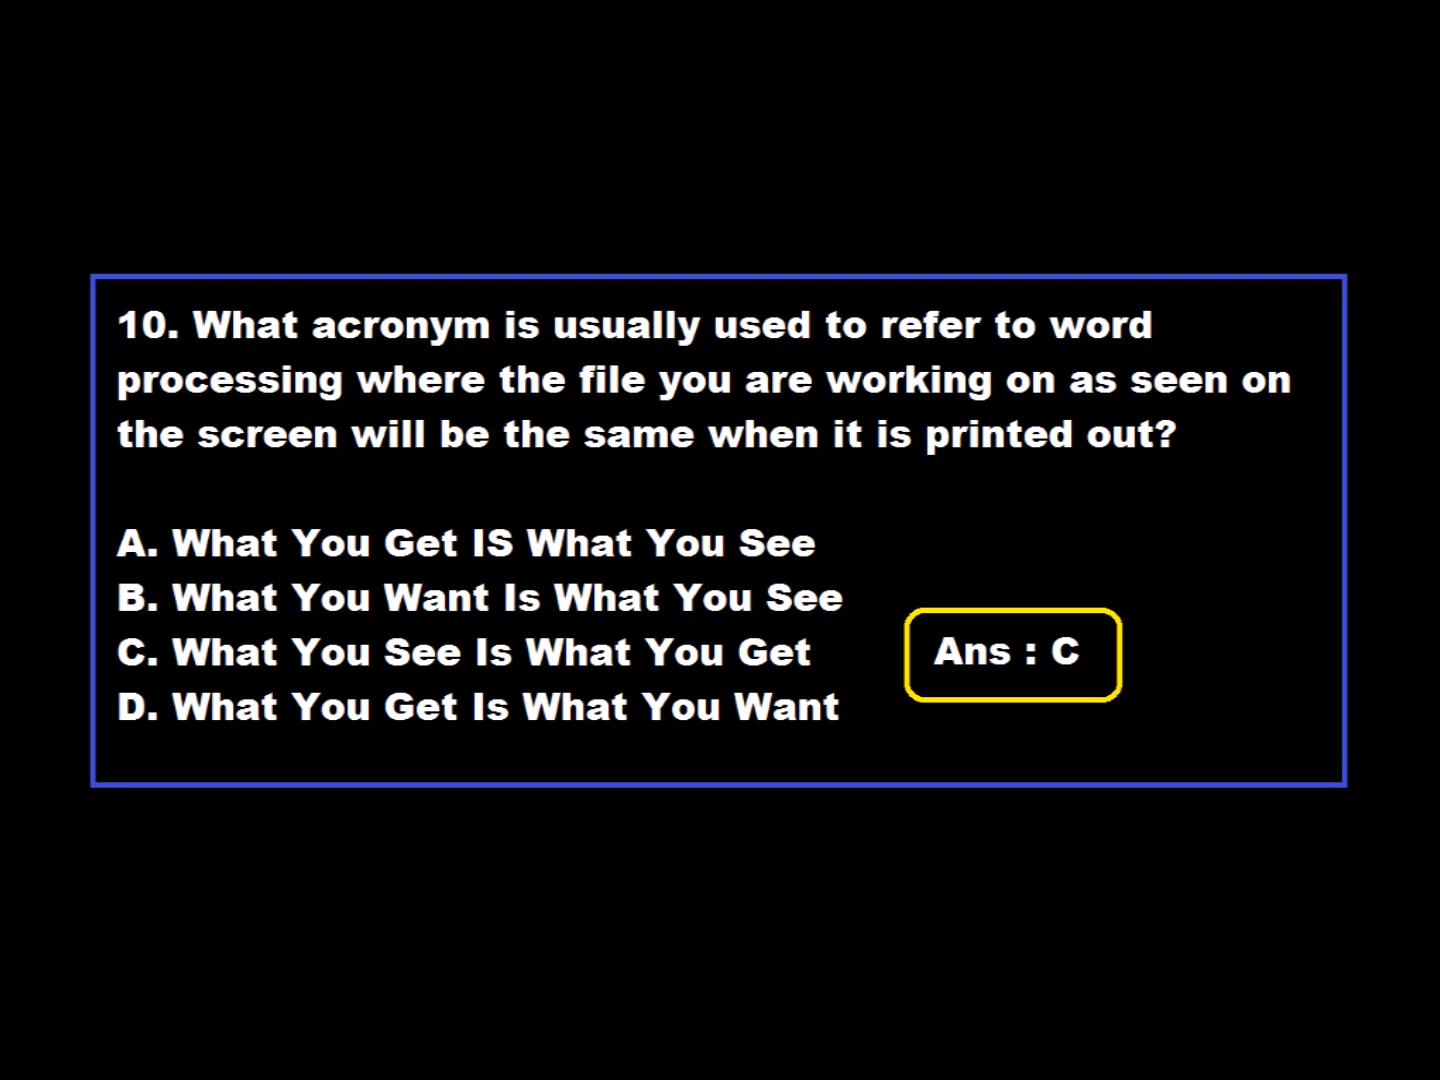 10. What acronym is usually used to refer to word
processing where the file you are working on as seen on
the screen will be the same when it is printed out?
A. What You Get IS What You See
B. What You Want Is What You See
C. What You See Is What You Get
D. What You Get Is What You Want
Ans : C